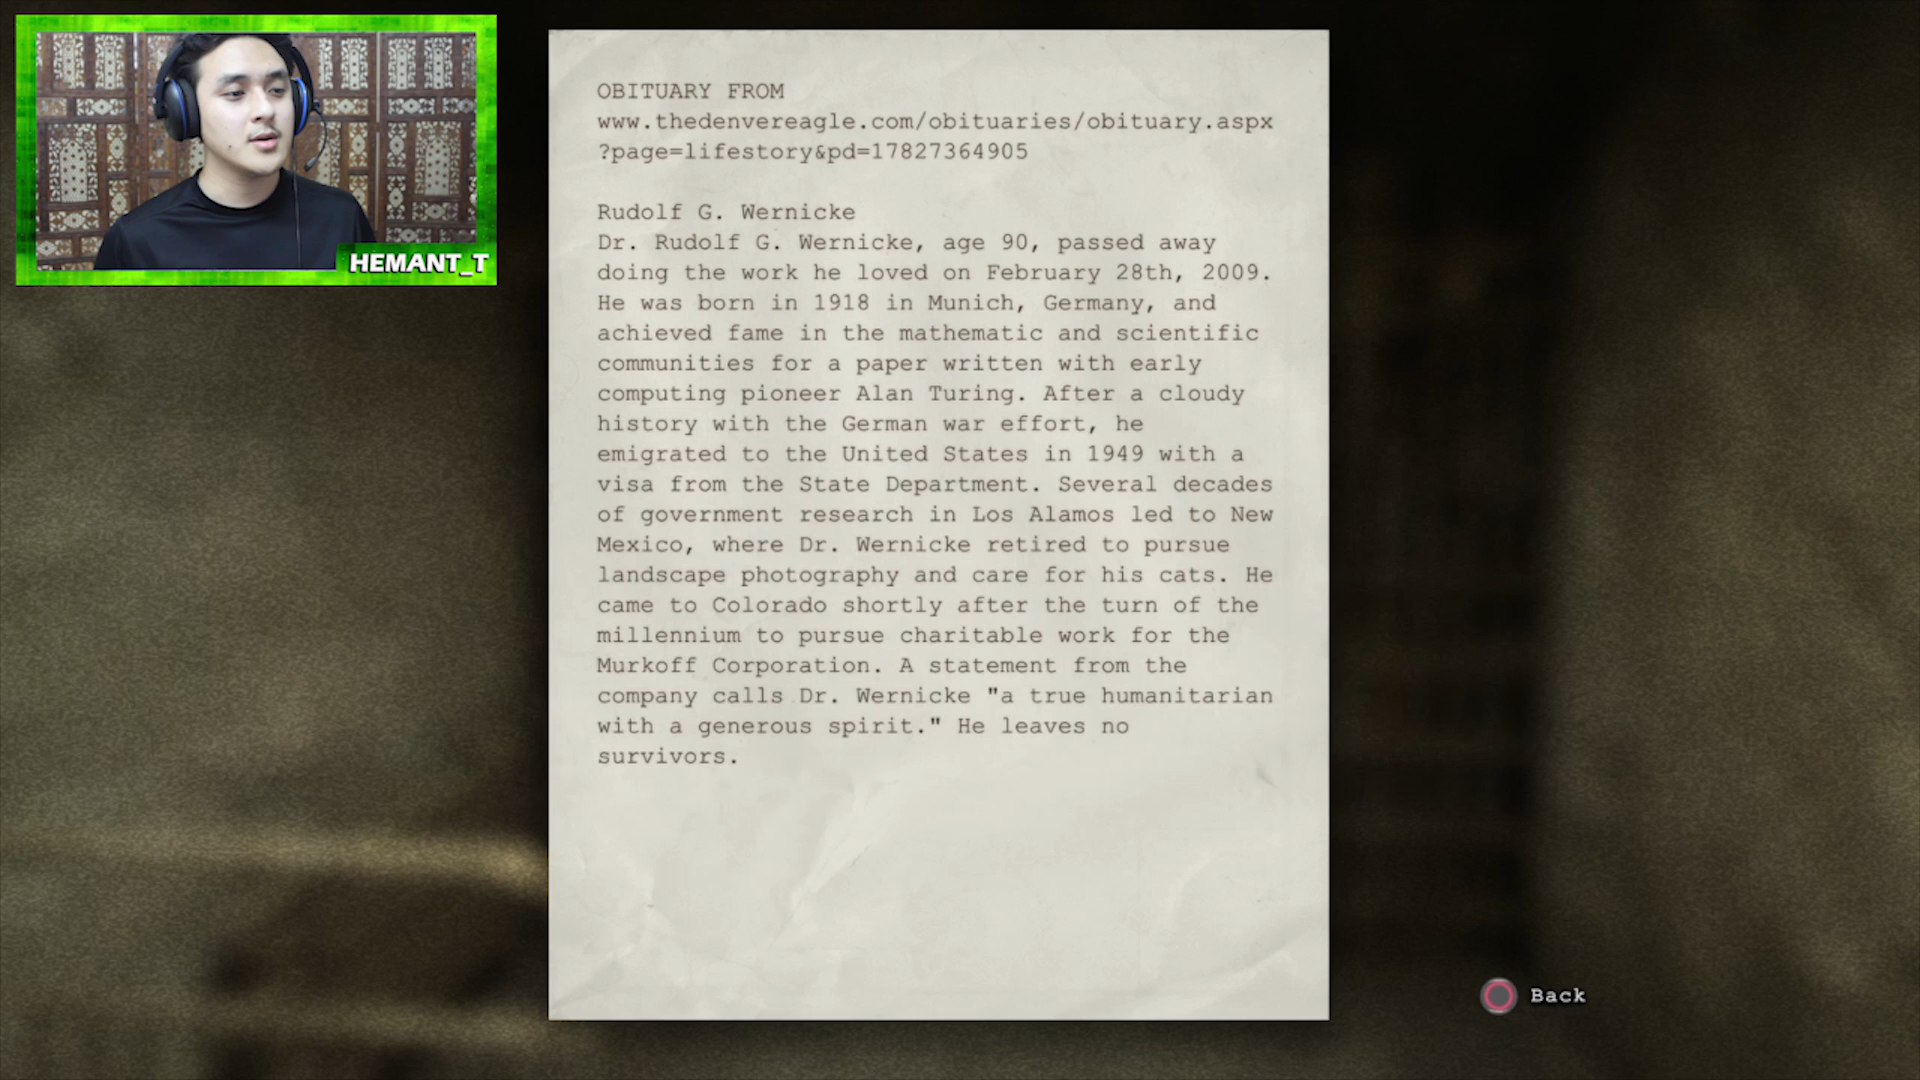 HEMANT_T
OBITUARY FROM
www.thedenvereagle.com/obituaries/obituary.aspx
?page=lifestory&pd=17827364905
Rudolf G. Wernicke
Dr. Rudolf G. Wernicke, age 90, passed away
doing the work he loved on February 28th, 2009.
He was born in 1918 in Munich, Germany, and
achieved fame in the mathematic and scientific
communities for a paper written with early
computing pioneer Alan Turing. After a cloudy
history with the German war effort, he
emigrated to the United States in 1949 with a
visa from the State Department. Several decades
of government research in Los Alamos led to New
Mexico, where Dr. Wernicke retired to pursue
landscape photography and care for his cats. He
came to Colorado shortly after the turn of the
millennium to pursue charitable work for the
Murkoff Corporation. A statement from the
company calls Dr. Wernicke "a true humanitarian
with a generous spirit." He leaves no
survivors.
Back